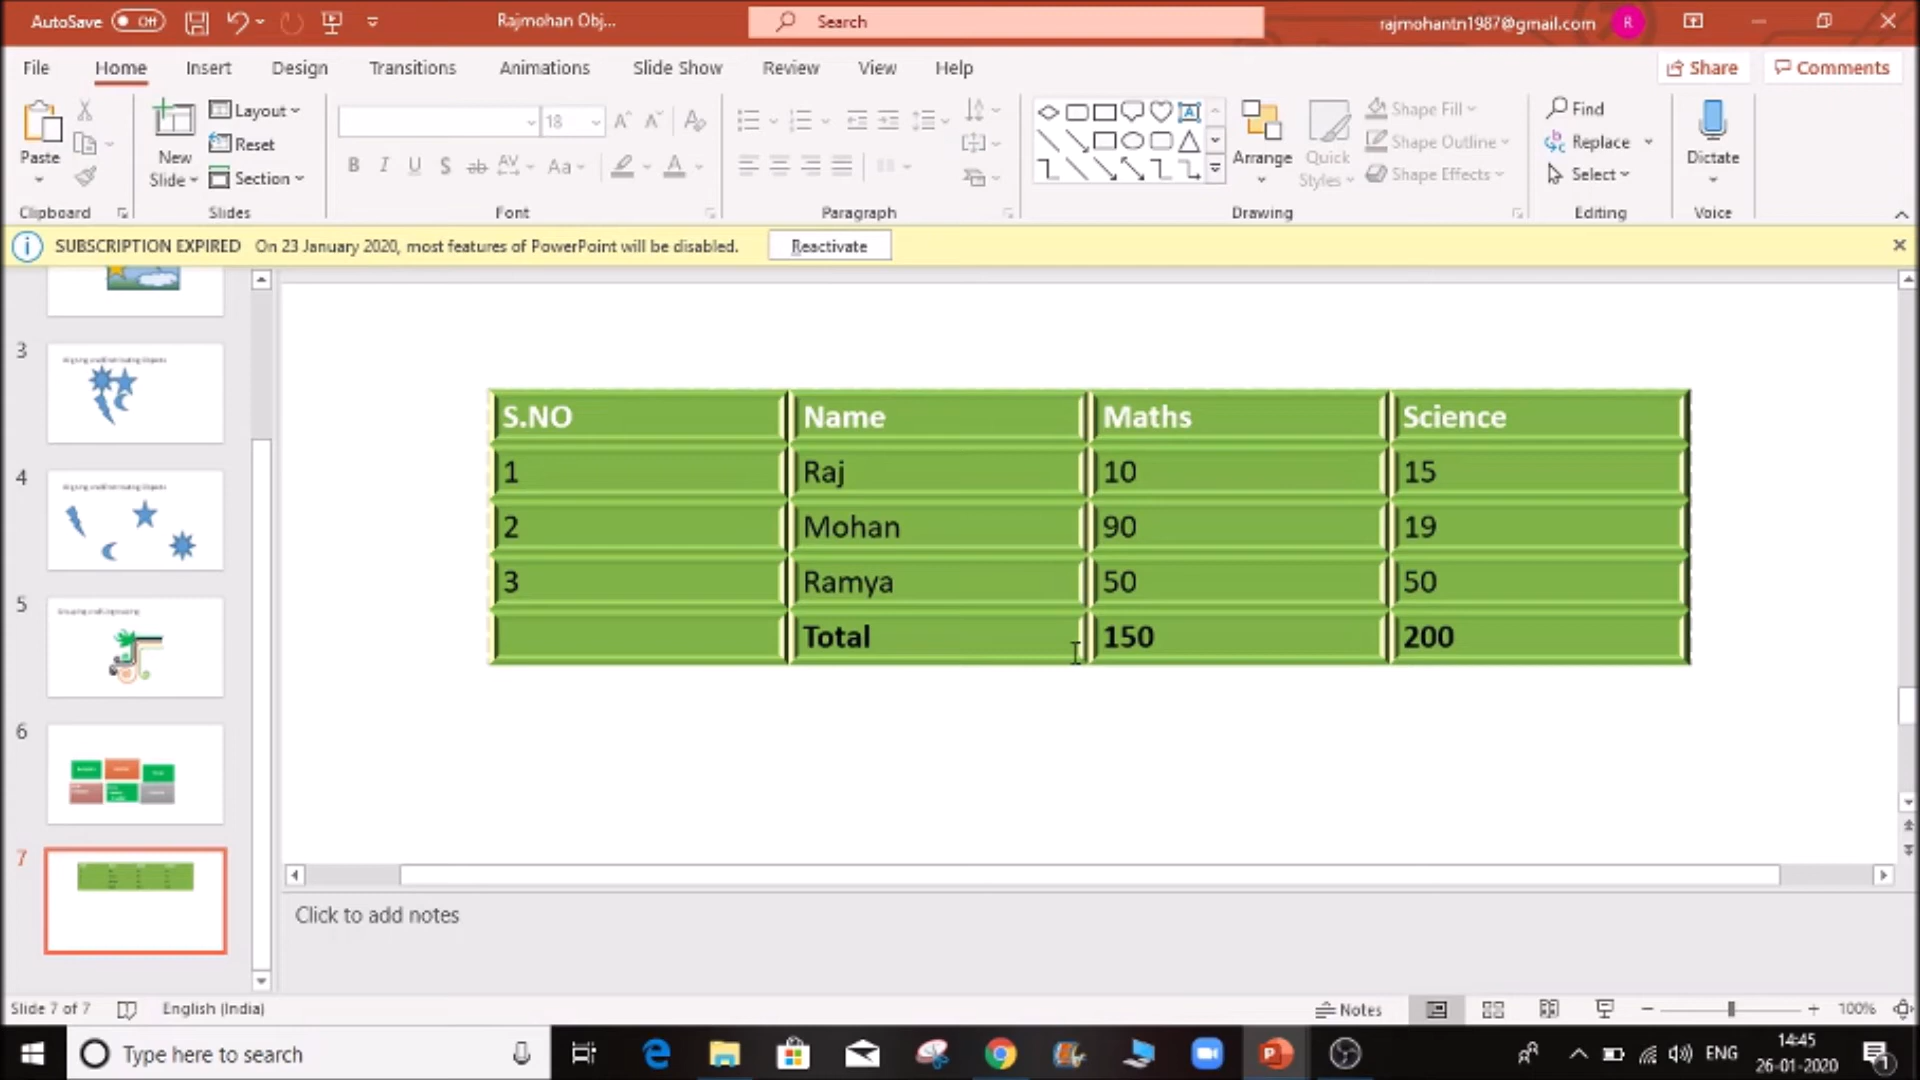 AutoSave Off Rajmohan Obj... Search rajmohantn1987@gmail.com R
File Home Insert Design Transitions Animations Slide Show Review View Help Share Comments
Paste
New Slide
Layout
Reset
Section
18
B I U S ab AV Aa A
Arrange
Quick Styles
Shape Fill
Shape Outline
Shape Effects
Find
Replace
Select
Dictate
Clipboard Slides Font Paragraph Drawing Editing Voice
SUBSCRIPTION EXPIRED On 23 January 2020, most features of PowerPoint will be disabled. Reactivate
3
4
5
6
7
S.NO Name Maths Science
1 Raj 10 15
2 Mohan 90 19
3 Ramya 50 50
Total 150 200
Click to add notes
Slide 7 of 7 English (India) Notes 100%
Type here to search ENG 14:45
26-01-2020
1